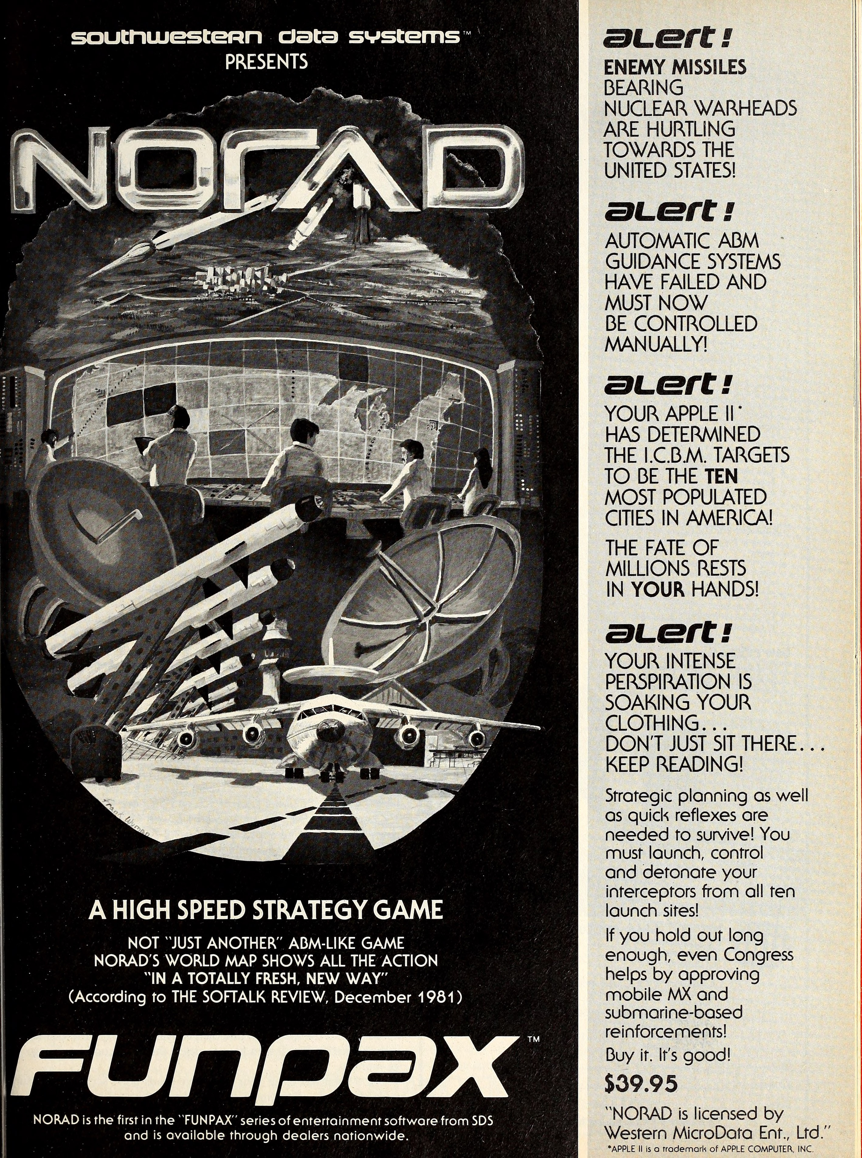 southwestern data systems™
PRESENTS
NORAD
A HIGH SPEED STRATEGY GAME
NOT "JUST ANOTHER" ABM-LIKE GAME
NORAD'S WORLD MAP SHOWS ALL THE ACTION
"IN A TOTALLY FRESH, NEW WAY"
(According to THE SOFTALK REVIEW, December 1981)
FUNPAX™
NORAD is the first in the "FUNPAX" series of entertainment software from SDS
and is available through dealers nationwide.
alert!
ENEMY MISSILES
BEARING
NUCLEAR WARHEADS
ARE HURTLING
TOWARDS THE
UNITED STATES!
alert!
AUTOMATIC ABM
GUIDANCE SYSTEMS
HAVE FAILED AND
MUST NOW
BE CONTROLLED
MANUALLY!
alert!
YOUR APPLE II*
HAS DETERMINED
THE I.C.B.M. TARGETS
TO BE THE TEN
MOST POPULATED
CITIES IN AMERICA!
THE FATE OF
MILLIONS RESTS
IN YOUR HANDS!
alert!
YOUR INTENSE
PERSPIRATION IS
SOAKING YOUR
CLOTHING...
DON'T JUST SIT THERE...
KEEP READING!
Strategic planning as well
as quick reflexes are
needed to survive! You
must launch, control
and detonate your
interceptors from all ten
launch sites!
If you hold out long
enough, even Congress
helps by approving
mobile MX and
submarine-based
reinforcements!
Buy it. It's good!
$39.95
"NORAD is licensed by
Western MicroData Ent., Ltd."
*APPLE II is a trademark of APPLE COMPUTER, INC.